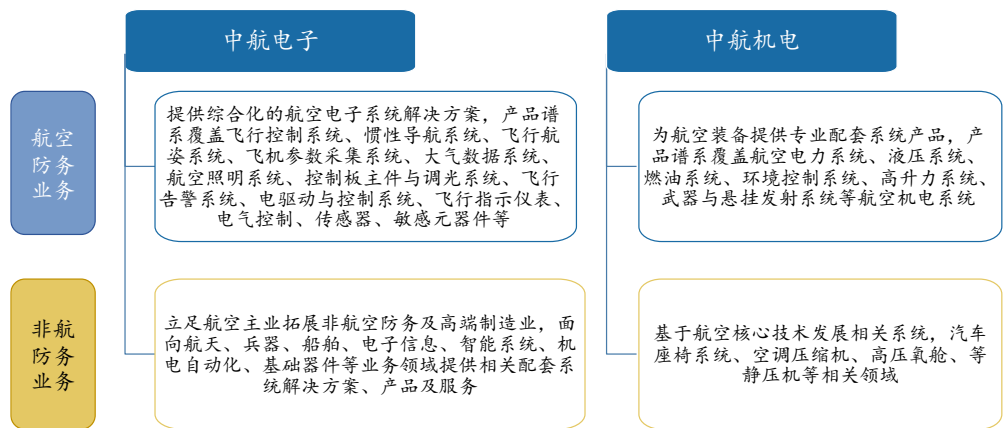 中航电子
中航机电
航空
防务
业务
提供综合化的航空电子系统解决方案，产品谱
系覆盖飞行控制系统、惯性导航系统、飞行航
姿系统、飞机参数采集系统、大气数据系统、
航空照明系统、控制板主件与调光系统、飞行
告警系统、电驱动与控制系统、飞行指示仪表、
电气控制、传感器、敏感元器件等
为航空装备提供专业配套系统产品，产
品谱系覆盖航空电力系统、液压系统、
燃油系统、环境控制系统、高升力系统、
武器与悬挂发射系统等航空机电系统
非航
防务
业务
立足航空主业拓展非航空防务及高端制造业，面
向航天、兵器、船舶、电子信息、智能系统、机
电自动化、基础器件等业务领域提供相关配套系
统解决方案、产品及服务
基于航空核心技术发展相关系统，汽车
座椅系统、空调压缩机、高压氧舱、等
静压机等相关领域